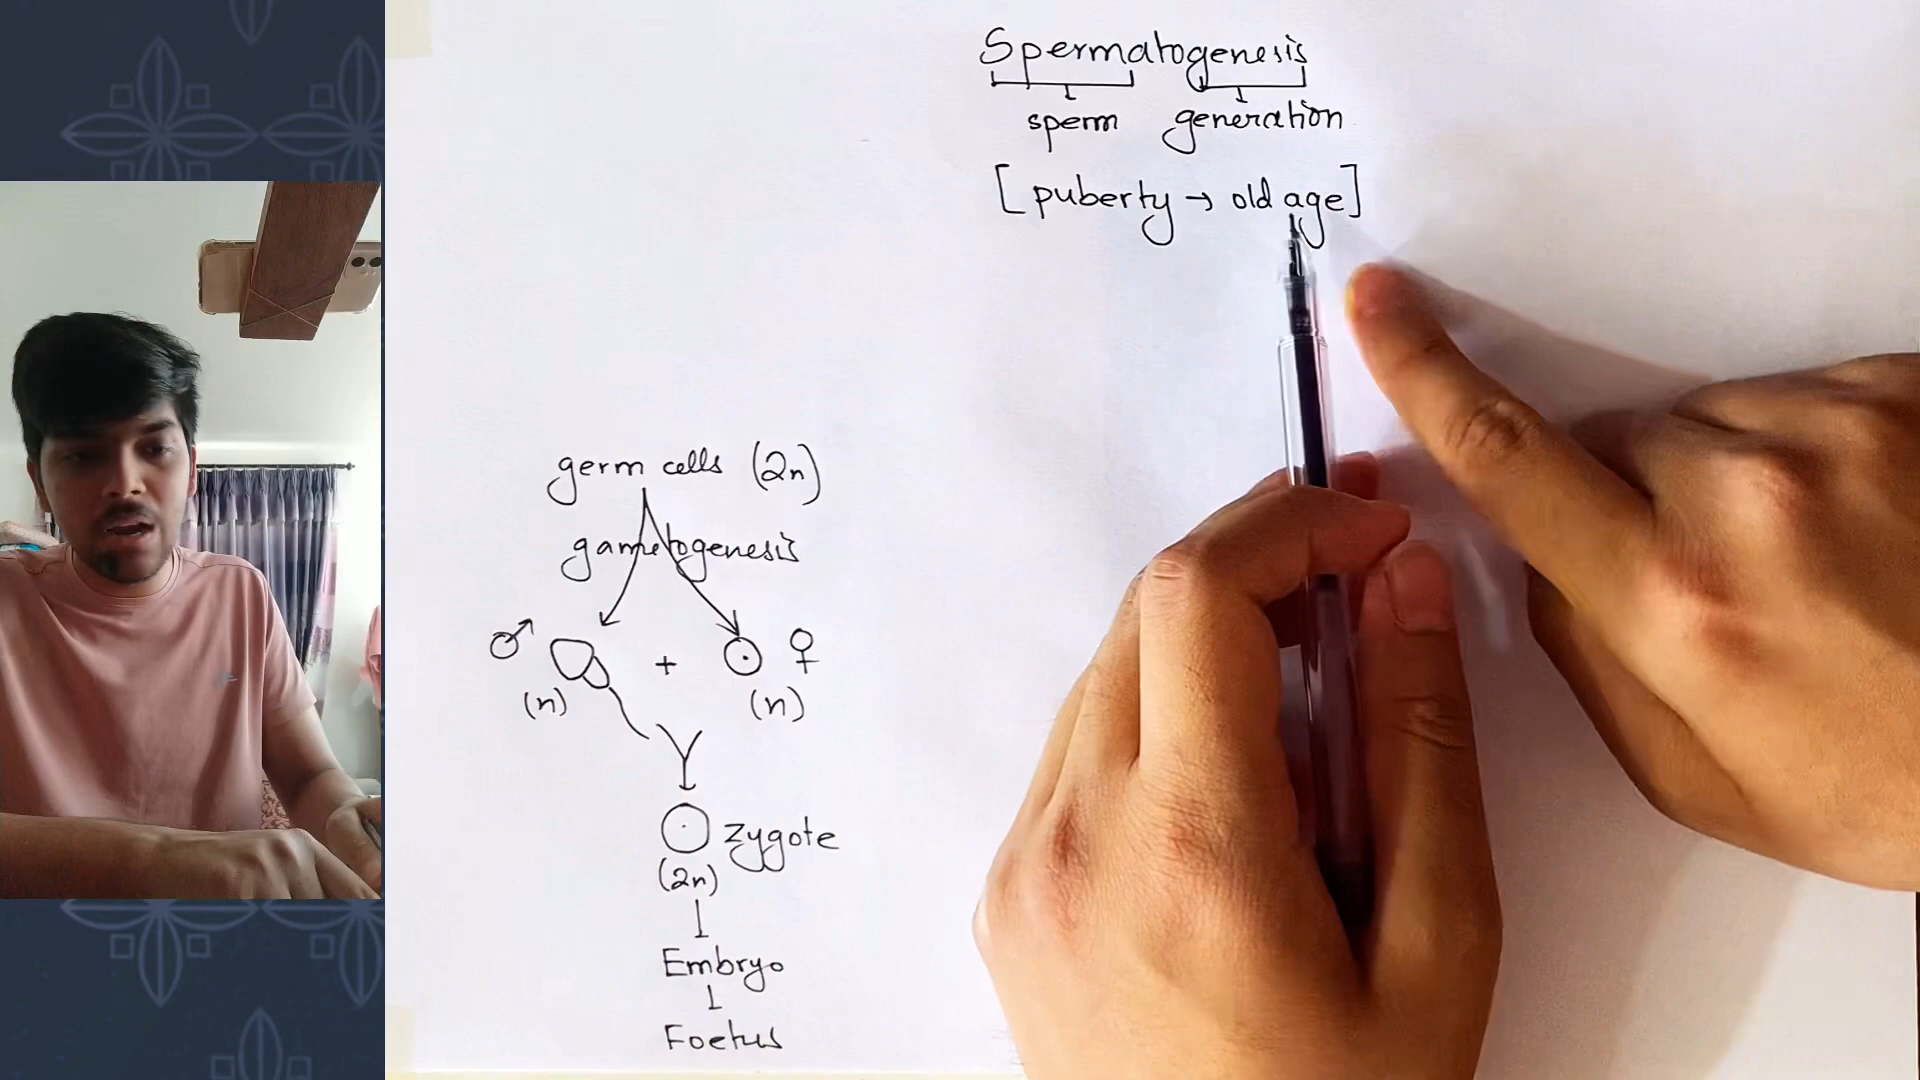 Spermatogenesis
sperm generation
[puberty → old age]
germ cells (2n)
gametogenesis
♂ + ♀
(n) (n)
zygote
(2n)
Embryo
Foetus